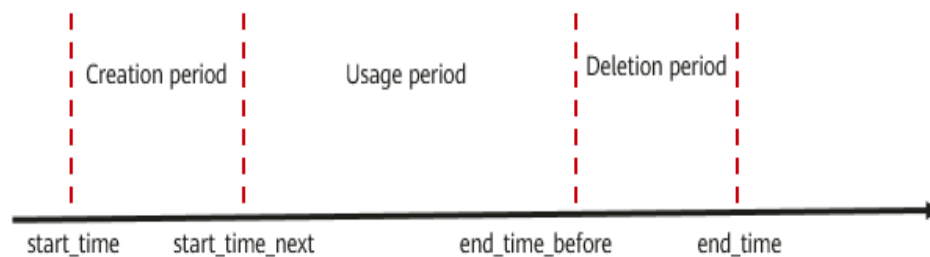 Creation period
Usage period
Deletion period
start_time
start_time_next
end_time_before
end_time